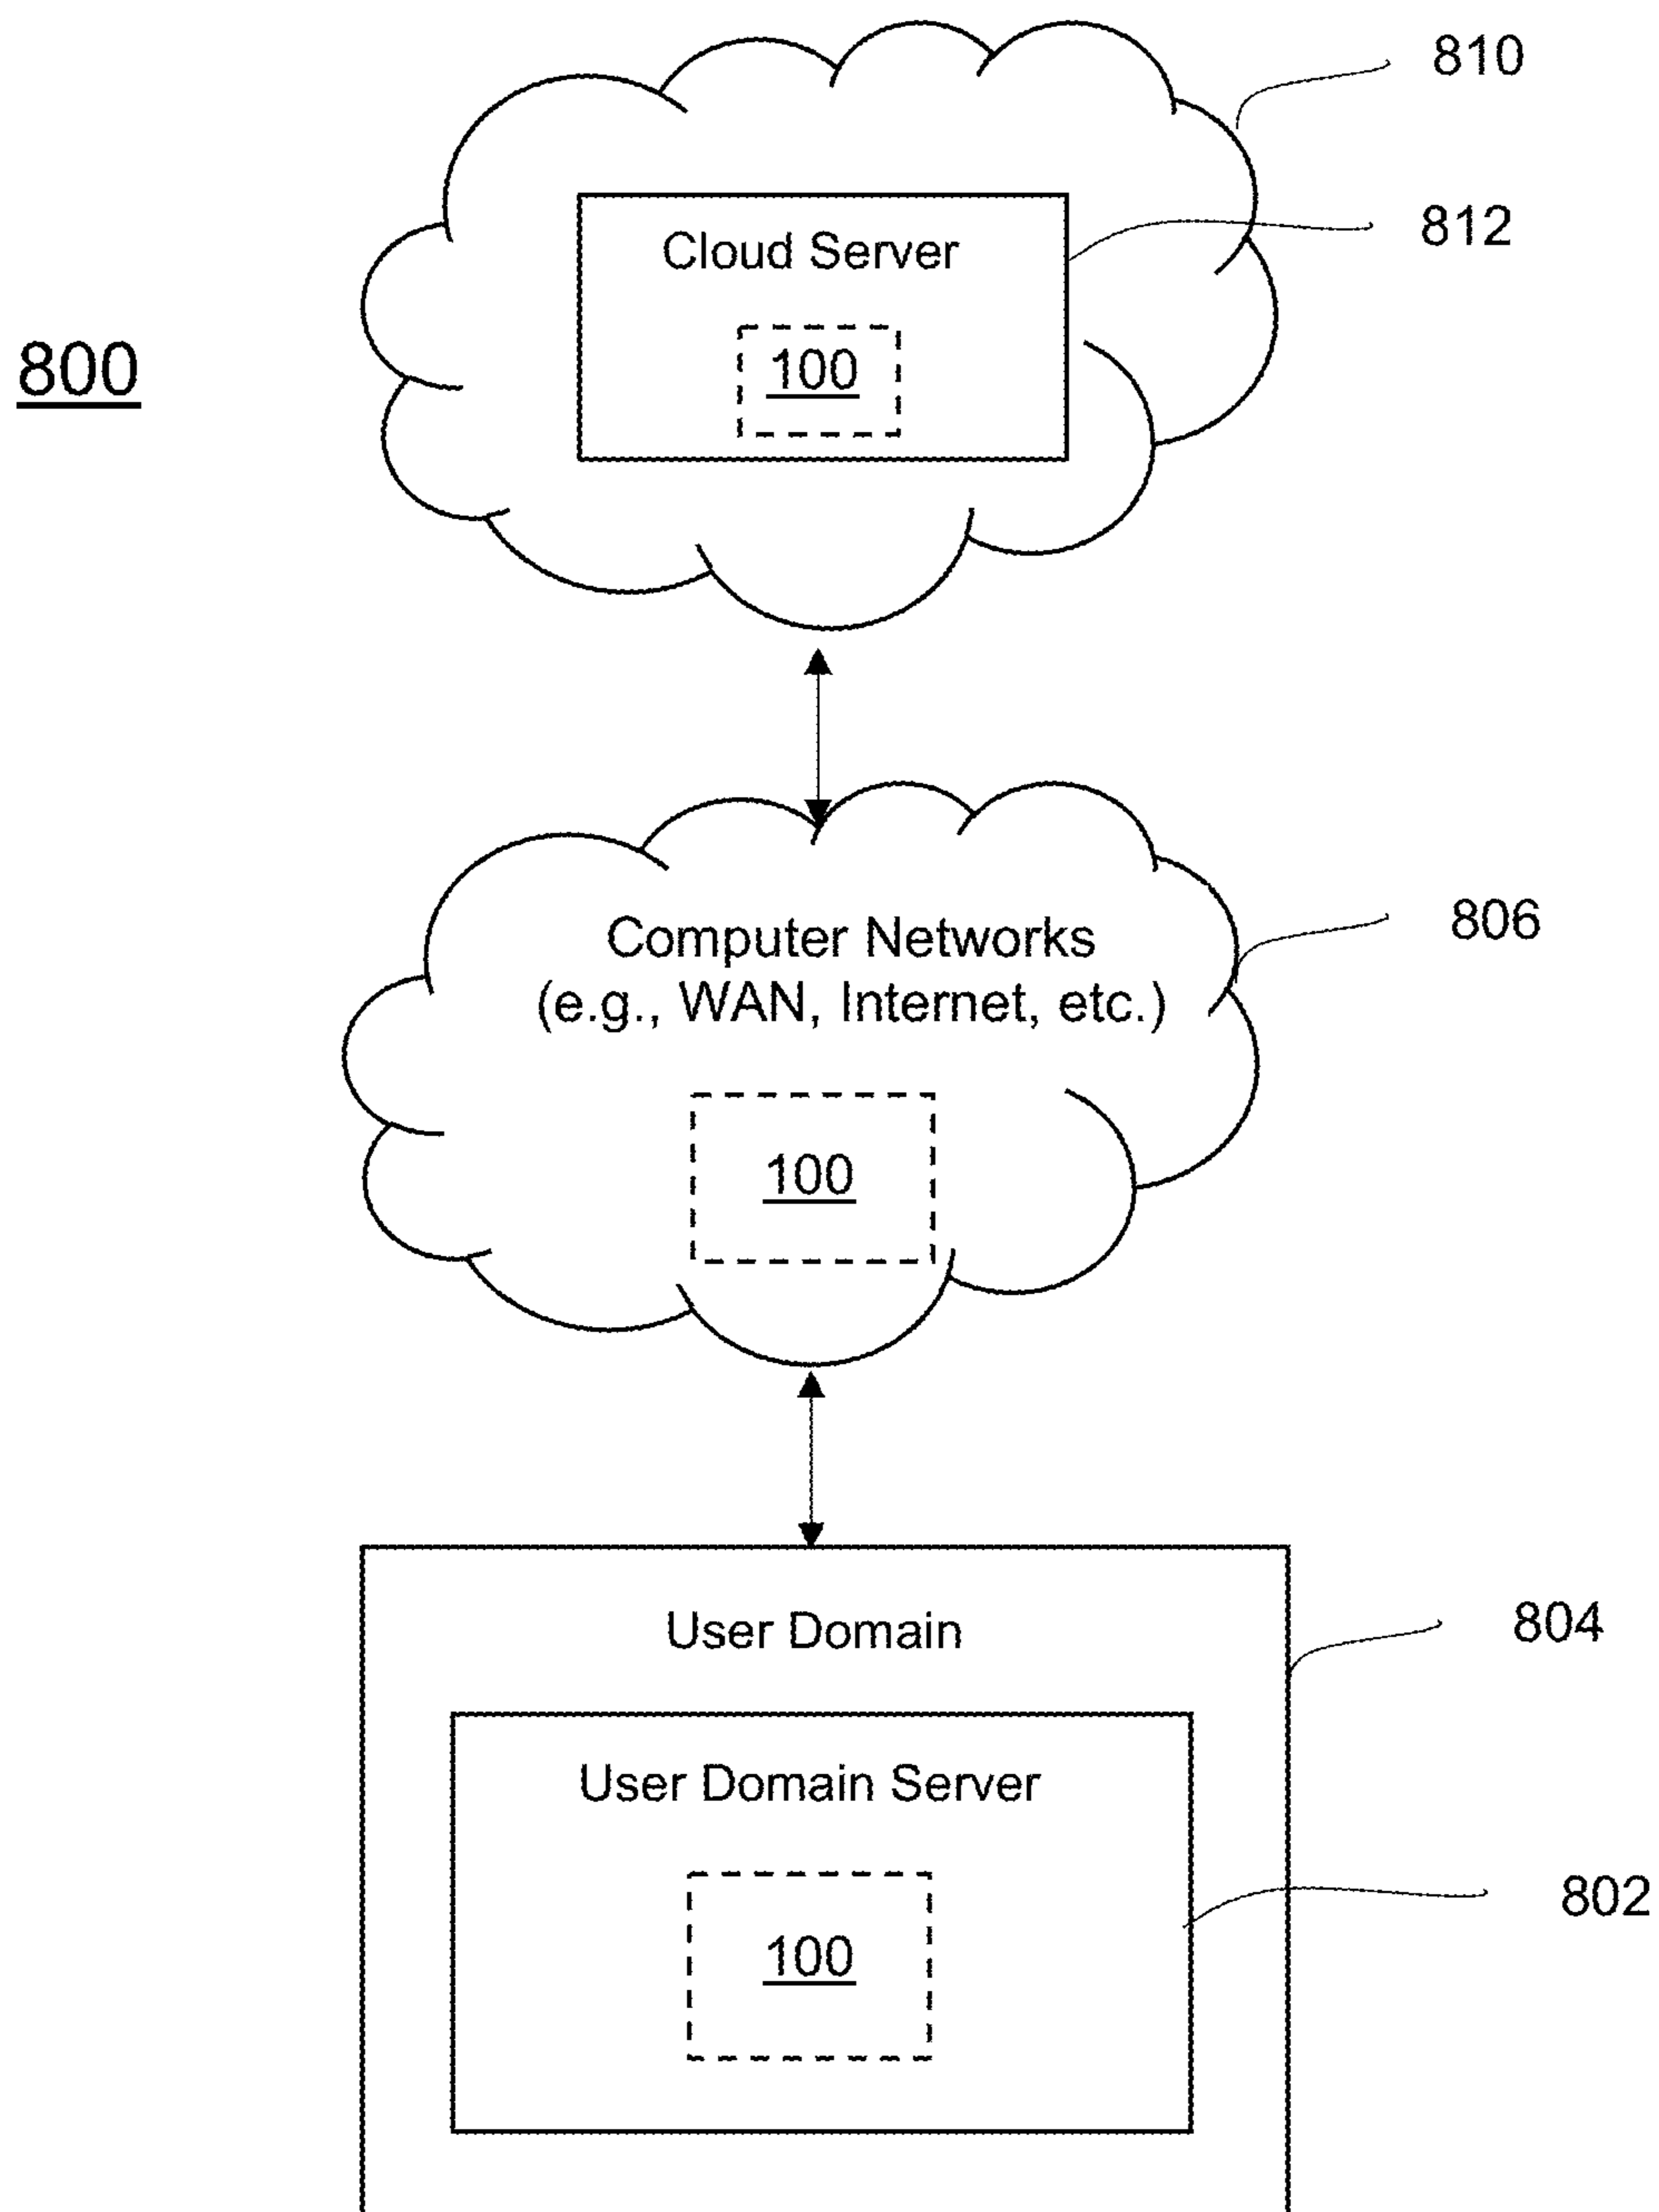 810
812
Cloud Server
800
100
806
Computer Networks
(e.g., WAN, Internet, etc.)
100
User Domain
804
User Domain Server
802
100